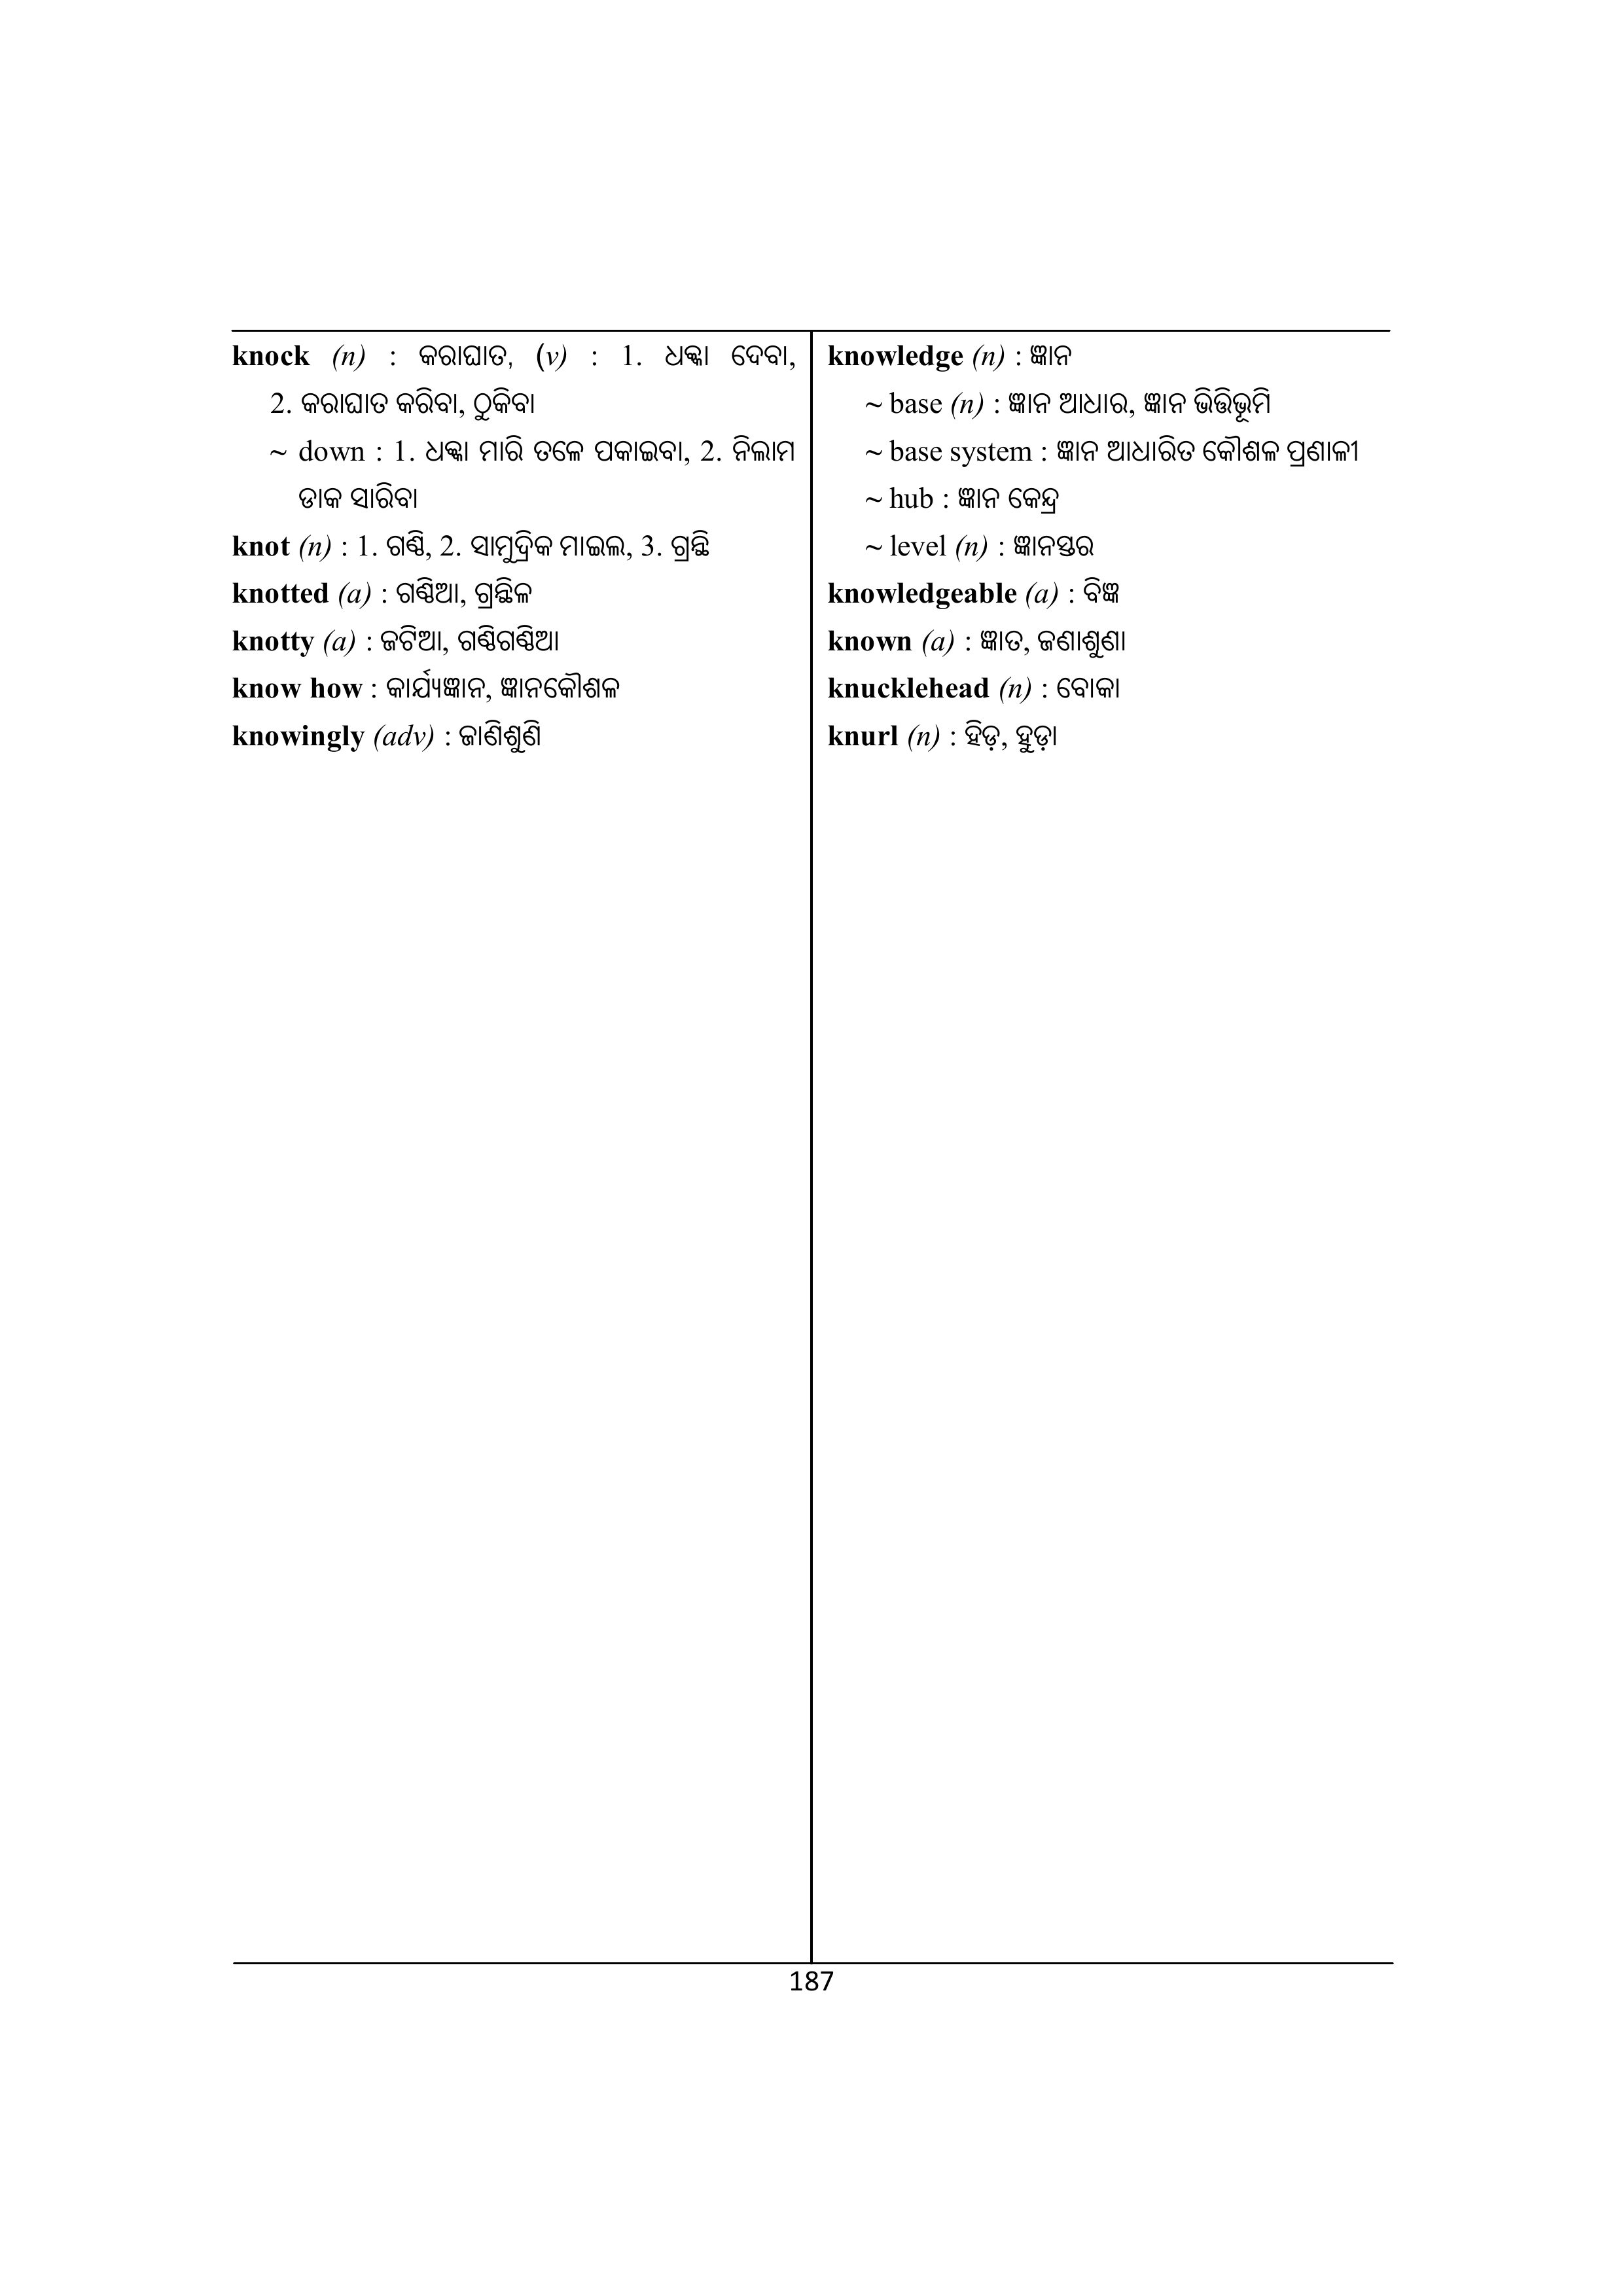 knock (n) : କରାଘାତ, (v) : 1. ଧକ୍କା ଦେବା,
2. କରାଘାତ କରିବା, ଠୁକିବା
~ down : 1. ଧକ୍କା ମାରି ତଳେ ପକାଇବା, 2. ନିଲାମ
ଡାକ ସାରିବା
knot (n) : 1. ଗଣ୍ଠି, 2. ସାମୁଦ୍ରିକ ମାଇଲ, 3. ଗ୍ରନ୍ଥି
knotted (a) : ଗଣ୍ଠିଆ, ଗ୍ରନ୍ଥିଳ
knotty (a) : ଜଟିଆ, ଗଣ୍ଠିଗଣ୍ଠିଆ
know how : କାର୍ଯ୍ୟଜ୍ଞାନ, ଜ୍ଞାନକୌଶଳ
knowingly (adv) : ଜାଣିଶୁଣି
knowledge (n) : ଜ୍ଞାନ
~ base (n) : ଜ୍ଞାନ ଆଧାର, ଜ୍ଞାନ ଭିତ୍ତିଭୂମି
~ base system : ଜ୍ଞାନ ଆଧାରିତ କୌଶଳ ପ୍ରଣାଳୀ
~ hub : ଜ୍ଞାନ କେନ୍ଦ୍ର
~ level (n) : ଜ୍ଞାନସ୍ତର
knowledgeable (a) : ବିଜ୍ଞ
known (a) : ଜ୍ଞାତ, ଜଣାଶୁଣା
knucklehead (n) : ବୋକା
knurl (n) : ହିଡ଼, ହୁଡ଼ା
187